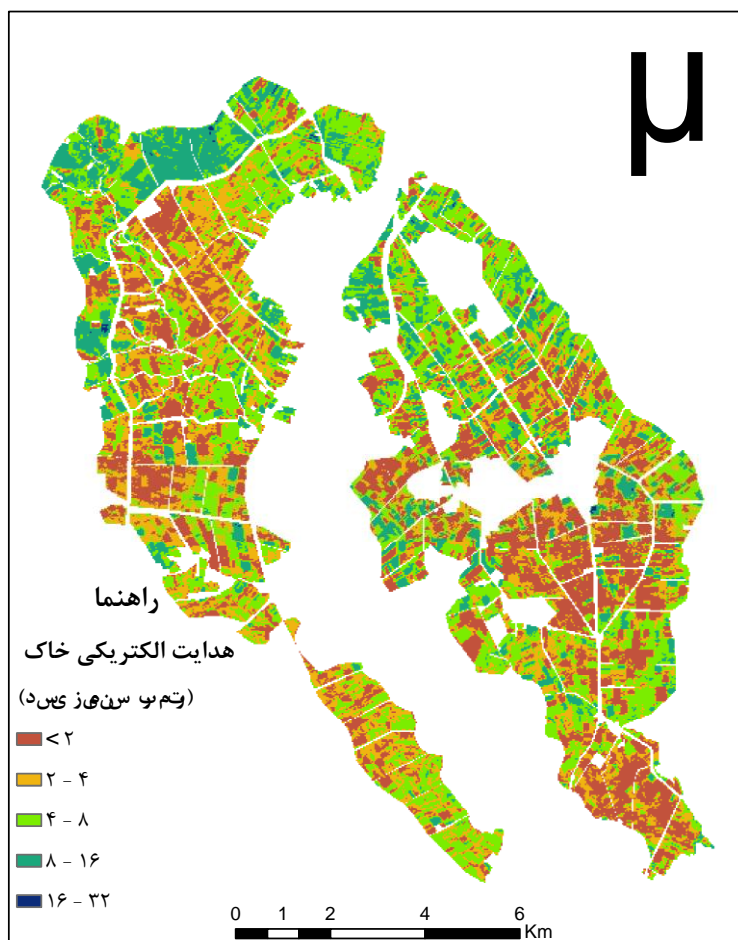 µ
راهنما
هدایت الکتریکی خاک
< ۲
۲ - ۴
۴ - ۸
۸ - ۱۶
۱۶ - ۳۲
0 1 2 4 6
Km